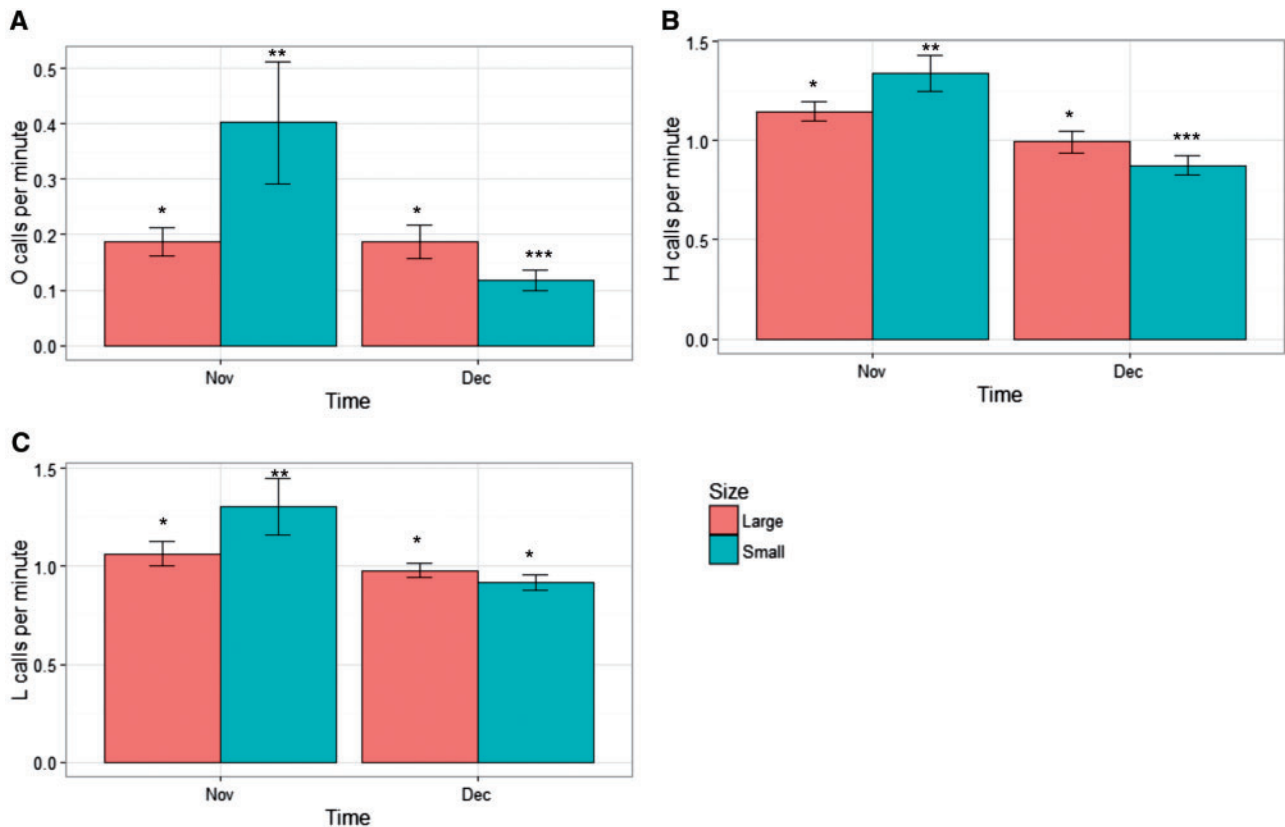 A
O calls per minute
0.5
0.4
0.3
0.2
0.1
0.0
*
**
*
***
Nov
Dec
Time
B
H calls per minute
1.5
1.0
0.5
0.0
*
**
*
***
Nov
Dec
Time
C
L calls per minute
1.5
1.0
0.5
0.0
*
**
*
*
Nov
Dec
Time
Size
Large
Small